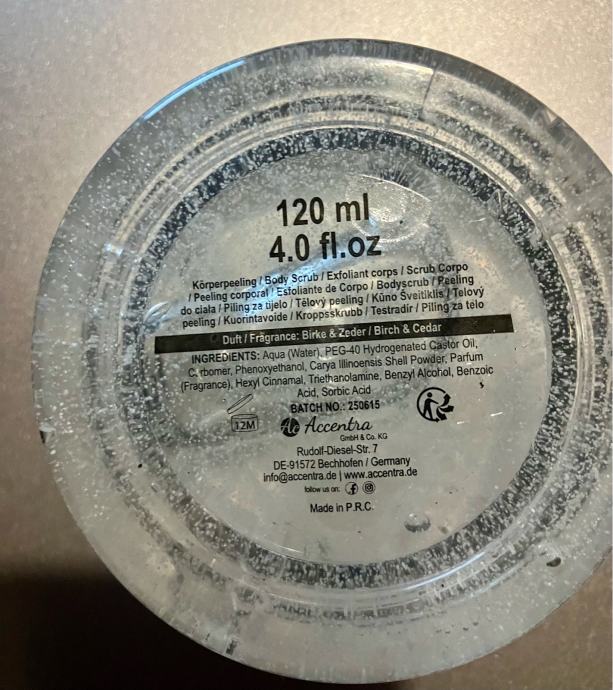 120 ml
4.0 fl.oz
Körperpeeling / Body Scrub / Exfoliant corps / Scrub Corpo
/ Peeling corporal / Esfoliante de Corpo / Bodyscrub / Peeling
do ciała / Piling za tijelo / Tělový peeling / Kūno Šveitiklis / Telový
peeling / Kuorintavoide / Kroppsskrubb / Testradír / Piling za telo
Duft / Fragrance: Birke & Zeder / Birch & Cedar
INGREDIENTS: Aqua (Water), PEG-40 Hydrogenated Castor Oil,
C rbomer, Phenoxyethanol, Carya Illinoensis Shell Powder, Parfum
(Fragrance), Hexyl Cinnamal, Triethanolamine, Benzyl Alcohol, Benzoic
Acid, Sorbic Acid
BATCH NO.: 250615
12M
Ac Accentra
GmbH & Co. KG
Rudolf-Diesel-Str. 7
DE-91572 Bechhofen / Germany
info@accentra.de | www.accentra.de
follow us on:
Made in P.R.C.